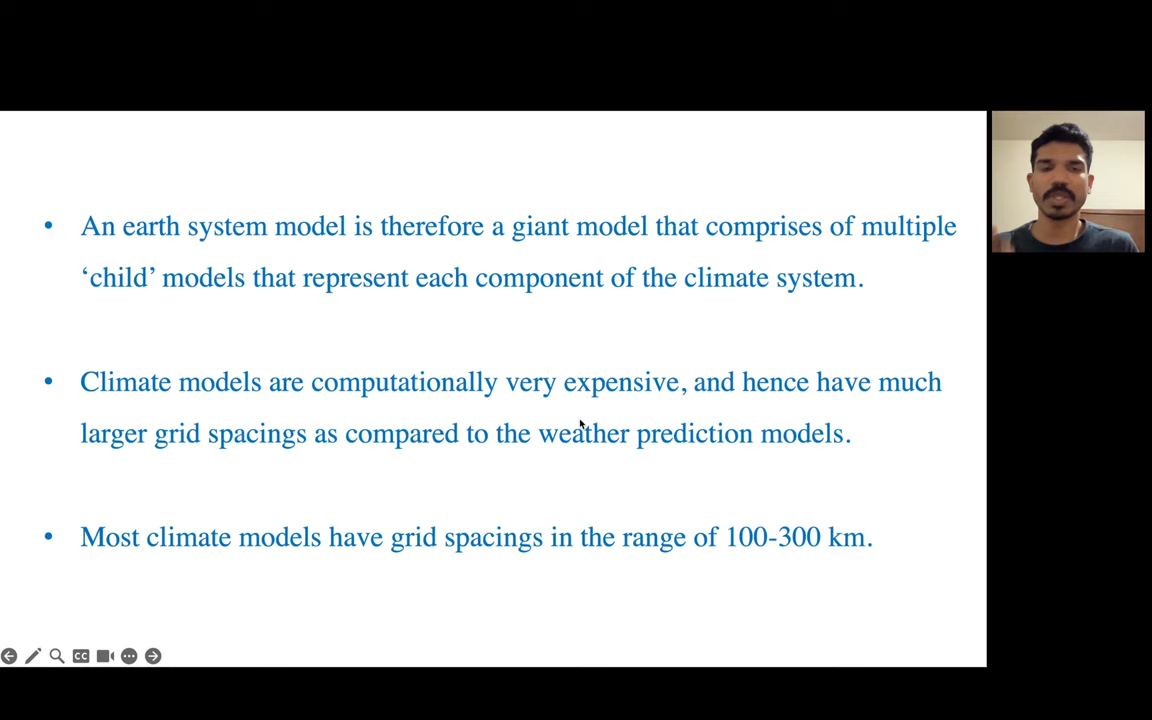 • An earth system model is therefore a giant model that comprises of multiple
‘child’ models that represent each component of the climate system.
• Climate models are computationally very expensive, and hence have much
larger grid spacings as compared to the weather prediction models.
• Most climate models have grid spacings in the range of 100-300 km.
CC